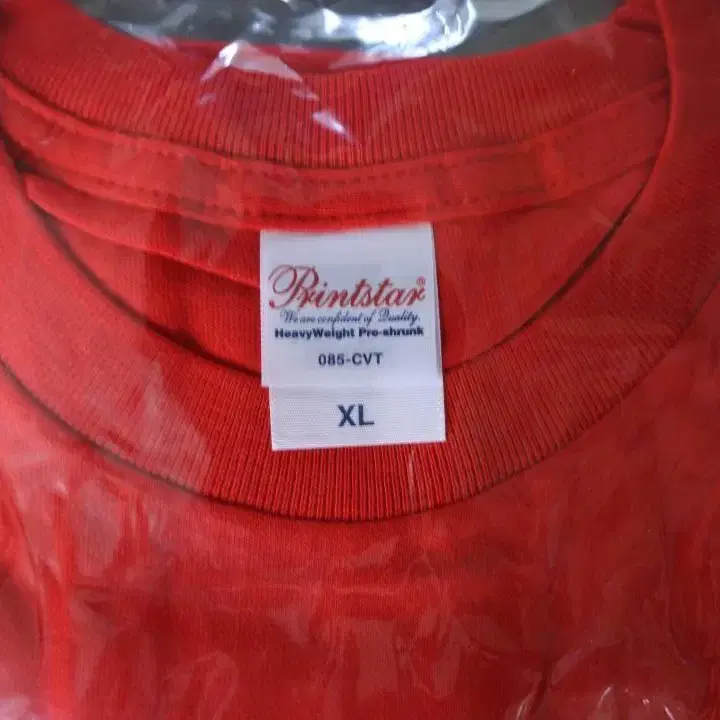 Printstar®
We are confident of Quality.
HeavyWeight Pre-shrunk
085-CVT
XL